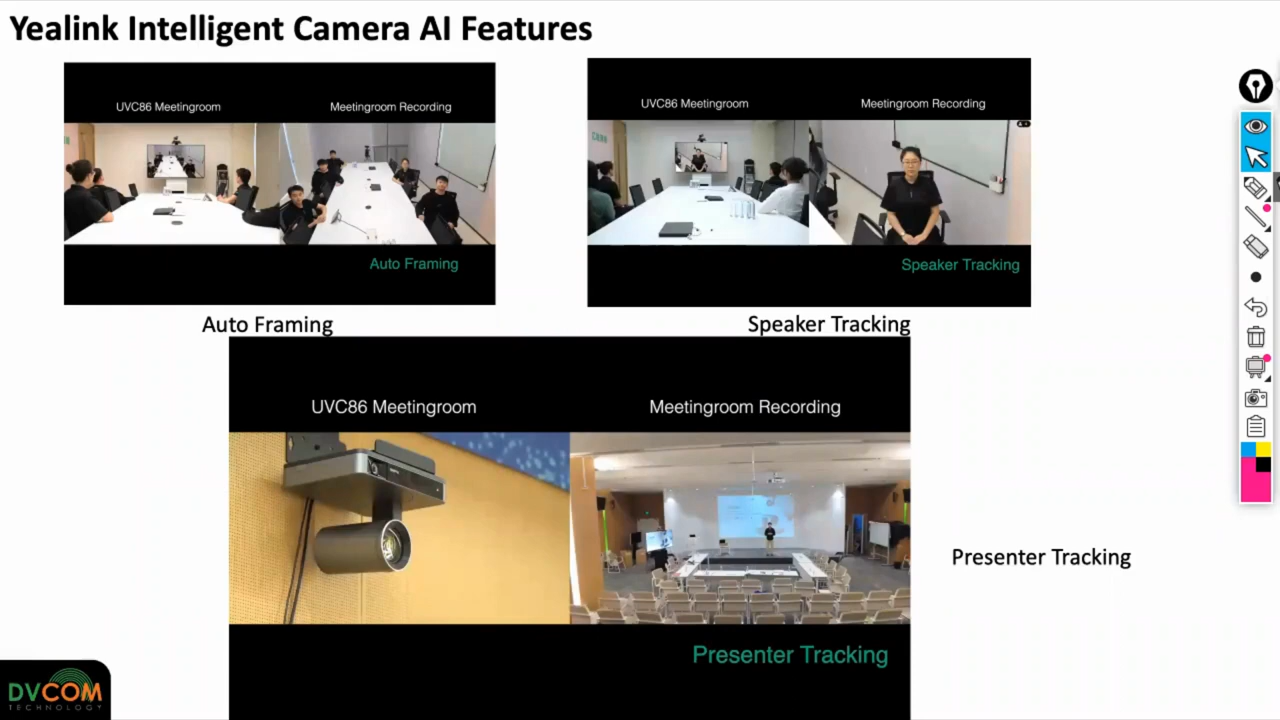 Yealink Intelligent Camera AI Features
UVC86 Meetingroom
Meetingroom Recording
Auto Framing
Auto Framing
UVC86 Meetingroom
Meetingroom Recording
Speaker Tracking
Speaker Tracking
UVC86 Meetingroom
Meetingroom Recording
Presenter Tracking
Presenter Tracking
DVCOM
TECHNOLOGY